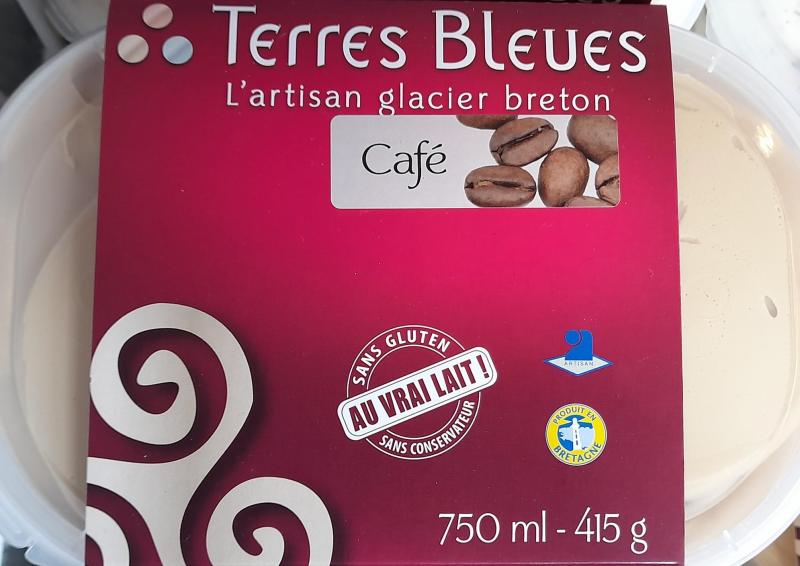 Terres Bleues
L'artisan glacier breton
Café
SANS GLUTEN
AU VRAI LAIT !
SANS CONSERVATEUR
ARTISAN
PRODUIT EN
BRETAGNE
750 ml - 415 g